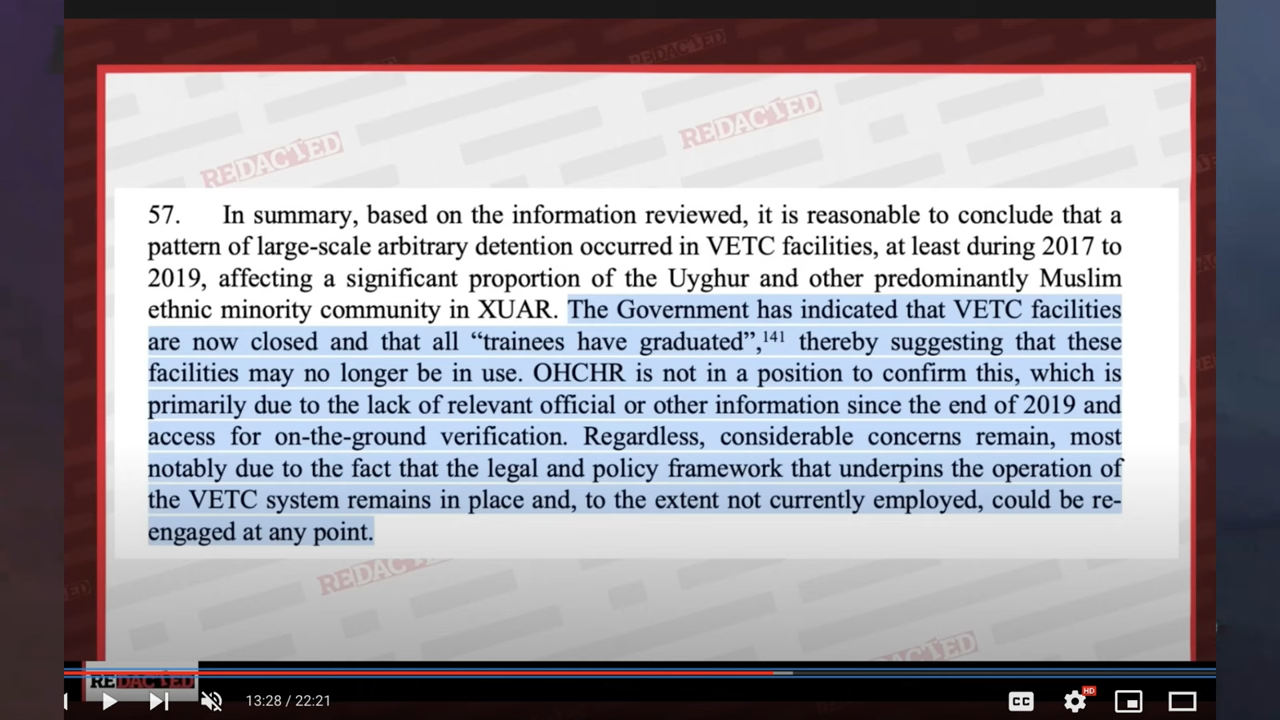 REDACTED
REDACTED
REDACTED
57. In summary, based on the information reviewed, it is reasonable to conclude that a
pattern of large-scale arbitrary detention occurred in VETC facilities, at least during 2017 to
2019, affecting a significant proportion of the Uyghur and other predominantly Muslim
ethnic minority community in XUAR. The Government has indicated that VETC facilities
are now closed and that all “trainees have graduated”,¹⁴¹ thereby suggesting that these
facilities may no longer be in use. OHCHR is not in a position to confirm this, which is
primarily due to the lack of relevant official or other information since the end of 2019 and
access for on-the-ground verification. Regardless, considerable concerns remain, most
notably due to the fact that the legal and policy framework that underpins the operation of
the VETC system remains in place and, to the extent not currently employed, could be re-
engaged at any point.
REDAC
REDACTED
REDACTED
13:28 / 22:21
CC
HD